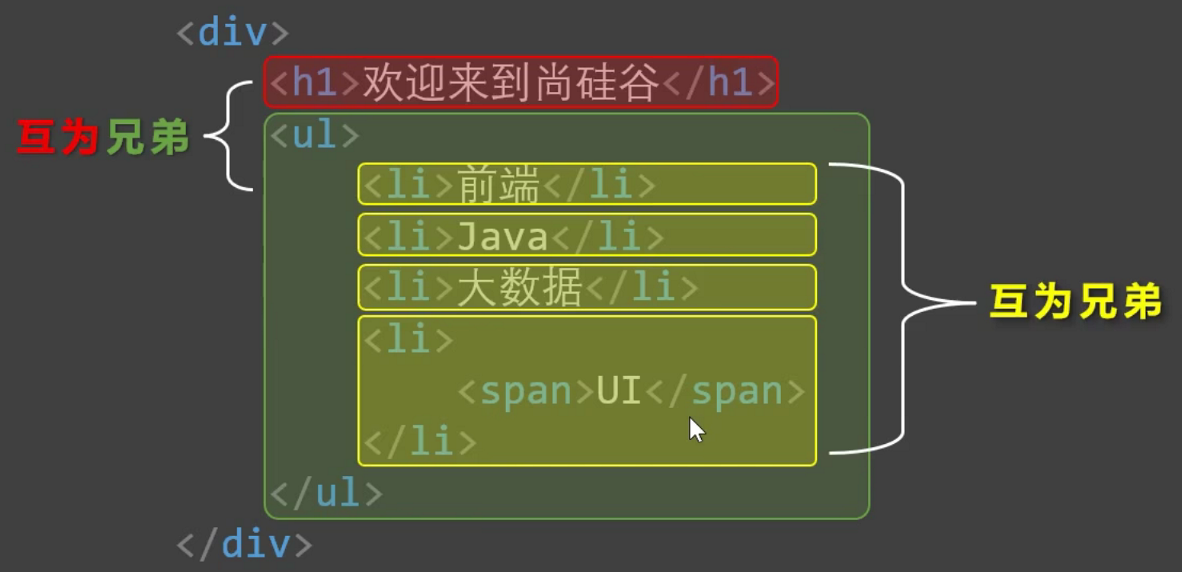 <div>
<h1>欢迎来到尚硅谷</h1>
互为兄弟
<ul>
<li>前端</li>
<li>Java</li>
<li>大数据</li>
互为兄弟
<li>
<span>UI</span>
</li>
</ul>
</div>